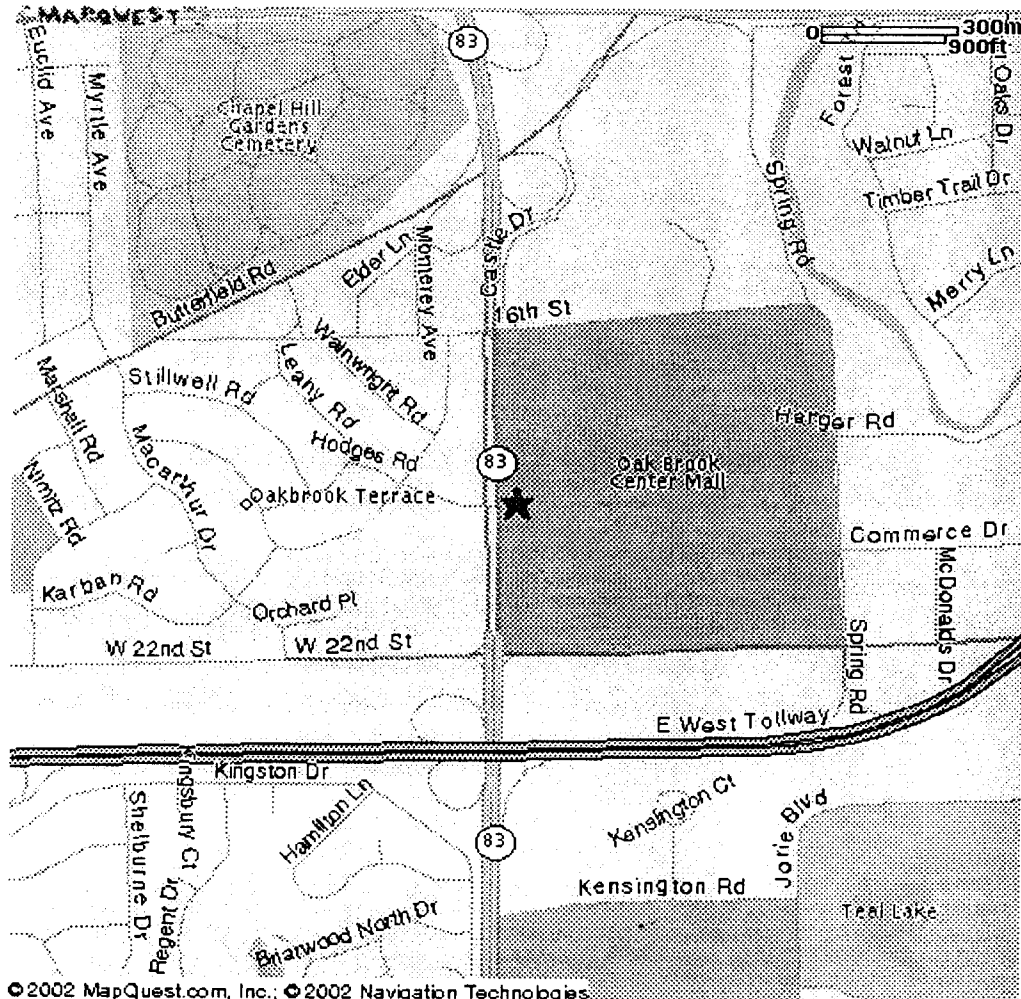 MAPQUEST
0 300m
900ft
83
Euclid Ave
Myrtle Ave
Chapel Hill
Gardens
Cemetery
Forest
Oaks Dr
Walnut Ln
Timber Trail Dr
Spring Rd
Merry Ln
Castle Dr
Elder Ln
Monterey Ave
Butterfield Rd
16th St
Wainwright Rd
Leahy Rd
Stillwell Rd
Marshall Rd
Hodges Rd
Macarthur Dr
Nimitz Rd
Harger Rd
83
Oak Brook
Center Mall
Oakbrook Terrace
Commerce Dr
McDonalds Dr
Karban Rd
Orchard Pl
W 22nd St
W 22nd St
Spring Rd
E West Tollway
Kingston Dr
Kingsbury Ct
Shelburne Dr
Regent Dr
Hamilton Ln
Kensington Ct
Jorie Blvd
83
Kensington Rd
Teal Lake
Briarwood North Dr
©2002 MapQuest.com, Inc.; ©2002 Navigation Technologies